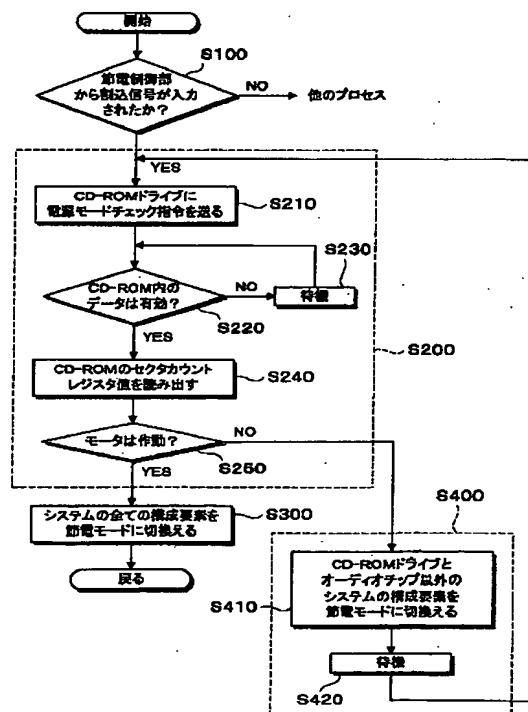 開始
S100
節電制御部
から割込信号が入力
されたか？
NO
他のプロセス
YES
CD-ROMドライブに
電源モードチェック指令を送る
S210
S230
CD-ROM内の
データは有効？
NO
待機
S220
YES
S200
CD-ROMのセクタカウント
レジスタ値を読み出す
S240
モータは作動？
NO
S250
YES
システムの全ての構成要素を
節電モードに切換える
S300
戻る
S400
CD-ROMドライブと
オーディオチップ以外の
システムの構成要素を
節電モードに切換える
S410
待機
S420